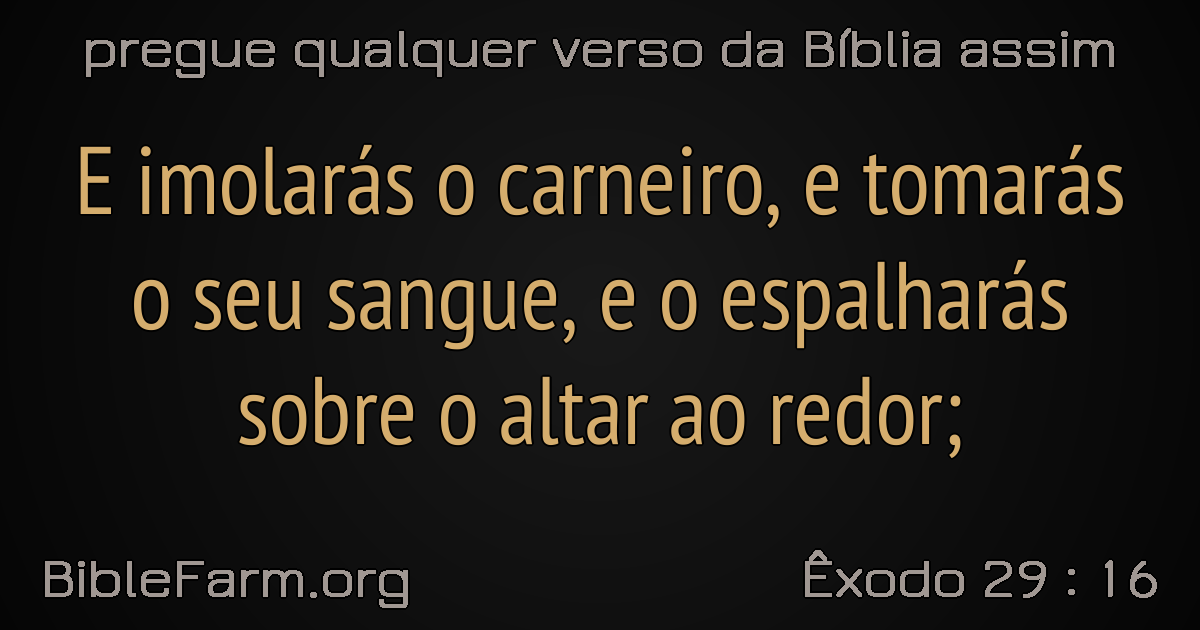 pregue qualquer verso da Bíblia assim
E imolarás o carneiro, e tomarás
o seu sangue, e o espalharás
sobre o altar ao redor;
BibleFarm.org
Êxodo 29 : 16